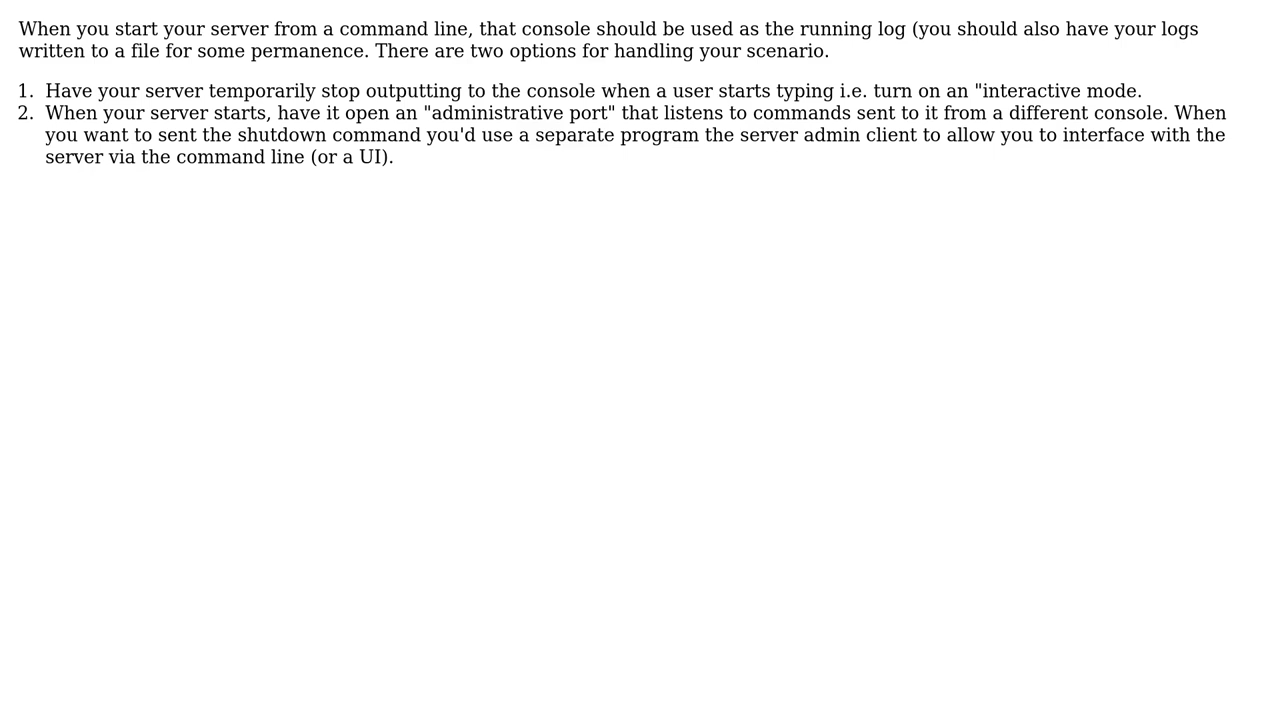 When you start your server from a command line, that console should be used as the running log (you should also have your logs
written to a file for some permanence. There are two options for handling your scenario.
1. Have your server temporarily stop outputting to the console when a user starts typing i.e. turn on an "interactive mode.
2. When your server starts, have it open an "administrative port" that listens to commands sent to it from a different console. When
you want to sent the shutdown command you'd use a separate program the server admin client to allow you to interface with the
server via the command line (or a UI).